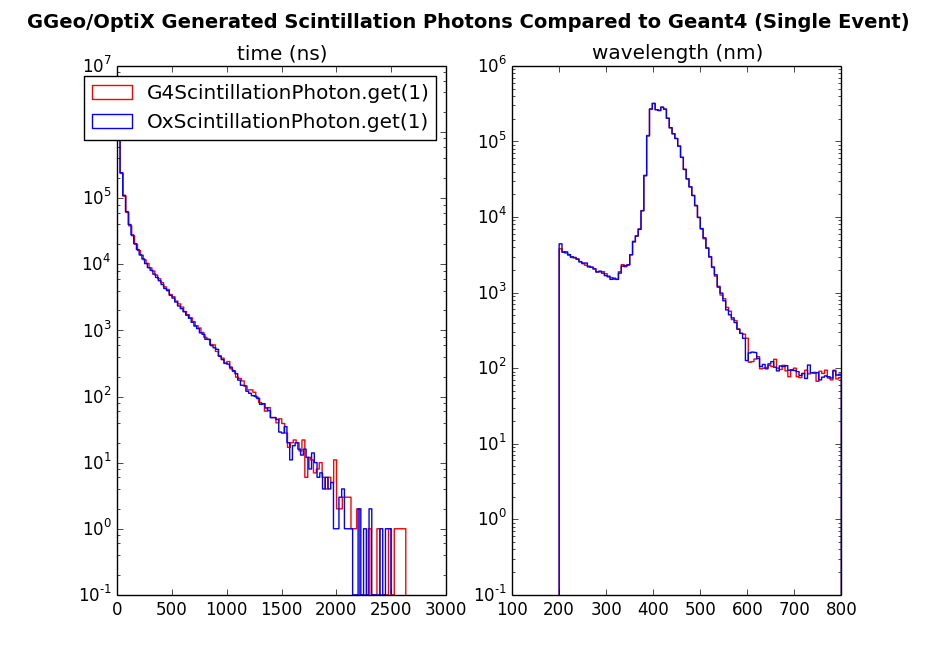 GGeo/OptiX Generated Scintillation Photons Compared to Geant4 (Single Event)
time (ns)
wavelength (nm)
G4ScintillationPhoton.get(1)
OxScintillationPhoton.get(1)
10^7
10^5
10^4
10^3
10^2
10^1
10^0
10^-1
0 500 1000 1500 2000 2500 3000
10^6
10^5
10^4
10^3
10^2
10^1
10^0
10^-1
100 200 300 400 500 600 700 800